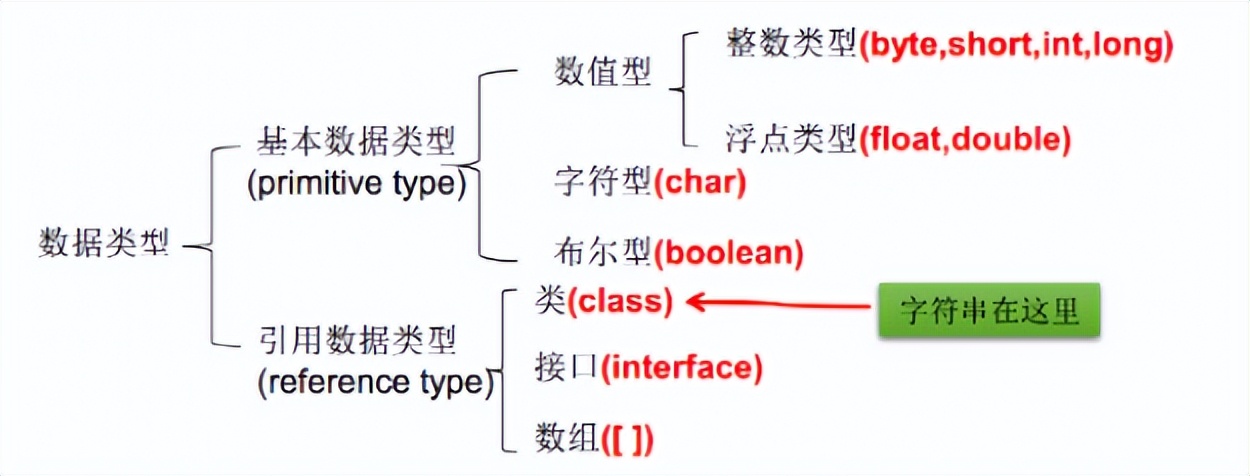 数据类型
基本数据类型
(primitive type)
数值型
整数类型(byte,short,int,long)
浮点类型(float,double)
字符型(char)
布尔型(boolean)
引用数据类型
(reference type)
类(class)
字符串在这里
接口(interface)
数组([ ])